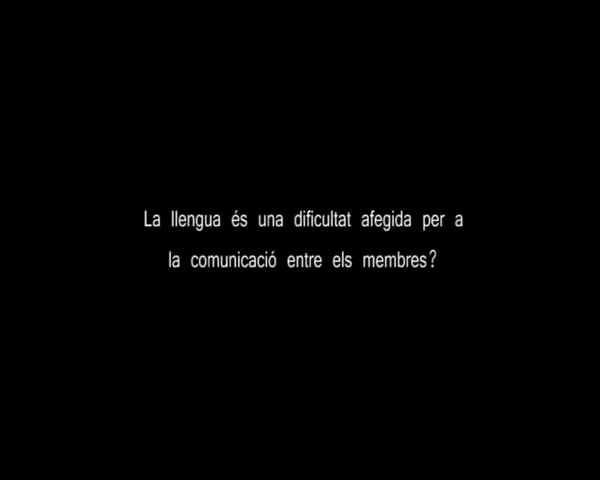 La llengua és una dificultat afegida per a
la comunicació entre els membres?